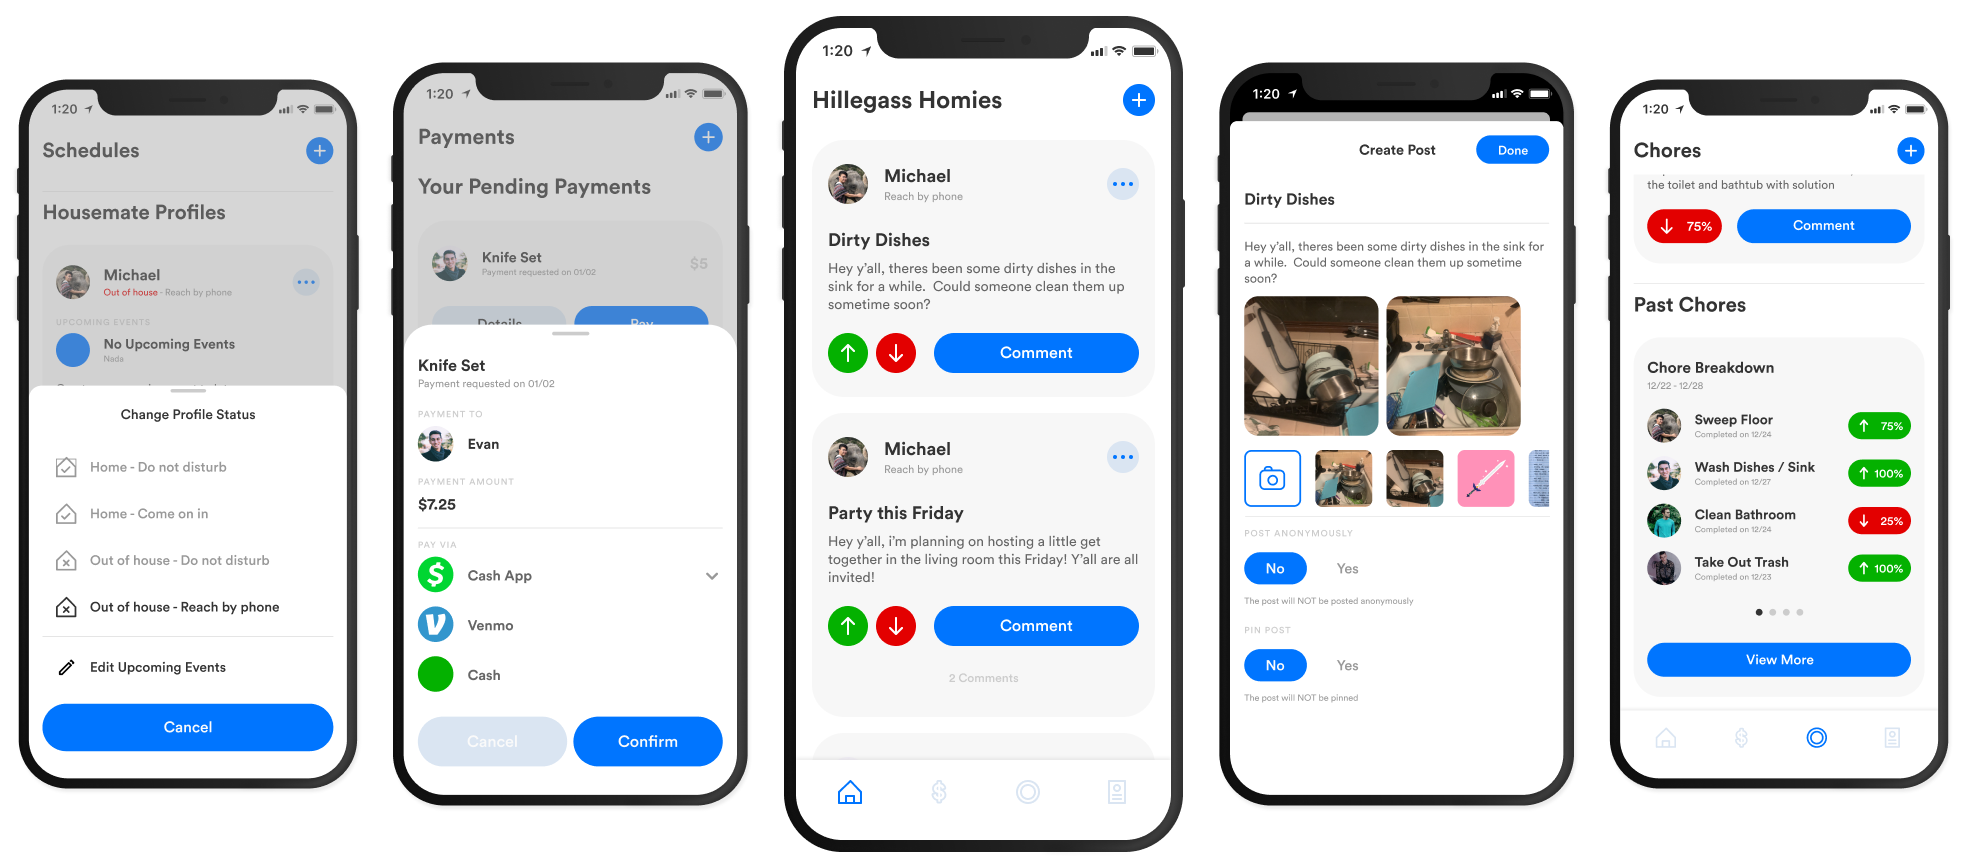 1:20
Schedules
Housemate Profiles
Michael
Out of house - Reach by phone
UPCOMING EVENTS
No Upcoming Events
Nada
Change Profile Status
Home - Do not disturb
Home - Come on in
Out of house - Do not disturb
Out of house - Reach by phone
Edit Upcoming Events
Cancel
1:20
Payments
Your Pending Payments
Knife Set
Payment requested on 01/02
$5
Details
Pay
Knife Set
Payment requested on 01/02
PAYMENT TO
Evan
PAYMENT AMOUNT
$7.25
PAY VIA
Cash App
Venmo
Cash
Cancel
Confirm
1:20
Hillegass Homies
Michael
Reach by phone
Dirty Dishes
Hey y'all, theres been some dirty dishes in the
sink for a while.  Could someone clean them up
sometime soon?
Comment
Michael
Reach by phone
Party this Friday
Hey y'all, i'm planning on hosting a little get
together in the living room this Friday! Y'all are all
invited!
Comment
2 Comments
1:20
Create Post
Done
Dirty Dishes
Hey y'all, theres been some dirty dishes in the sink for
a while.  Could someone clean them up sometime
soon?
POST ANONYMOUSLY
No
Yes
The post will NOT be posted anonymously
PIN POST
No
Yes
The post will NOT be pinned
1:20
Chores
the toilet and bathtub with solution
75%
Comment
Past Chores
Chore Breakdown
12/22 - 12/28
Sweep Floor
Completed on 12/24
75%
Wash Dishes / Sink
Completed on 12/27
100%
Clean Bathroom
Completed on 12/24
25%
Take Out Trash
Completed on 12/23
100%
View More